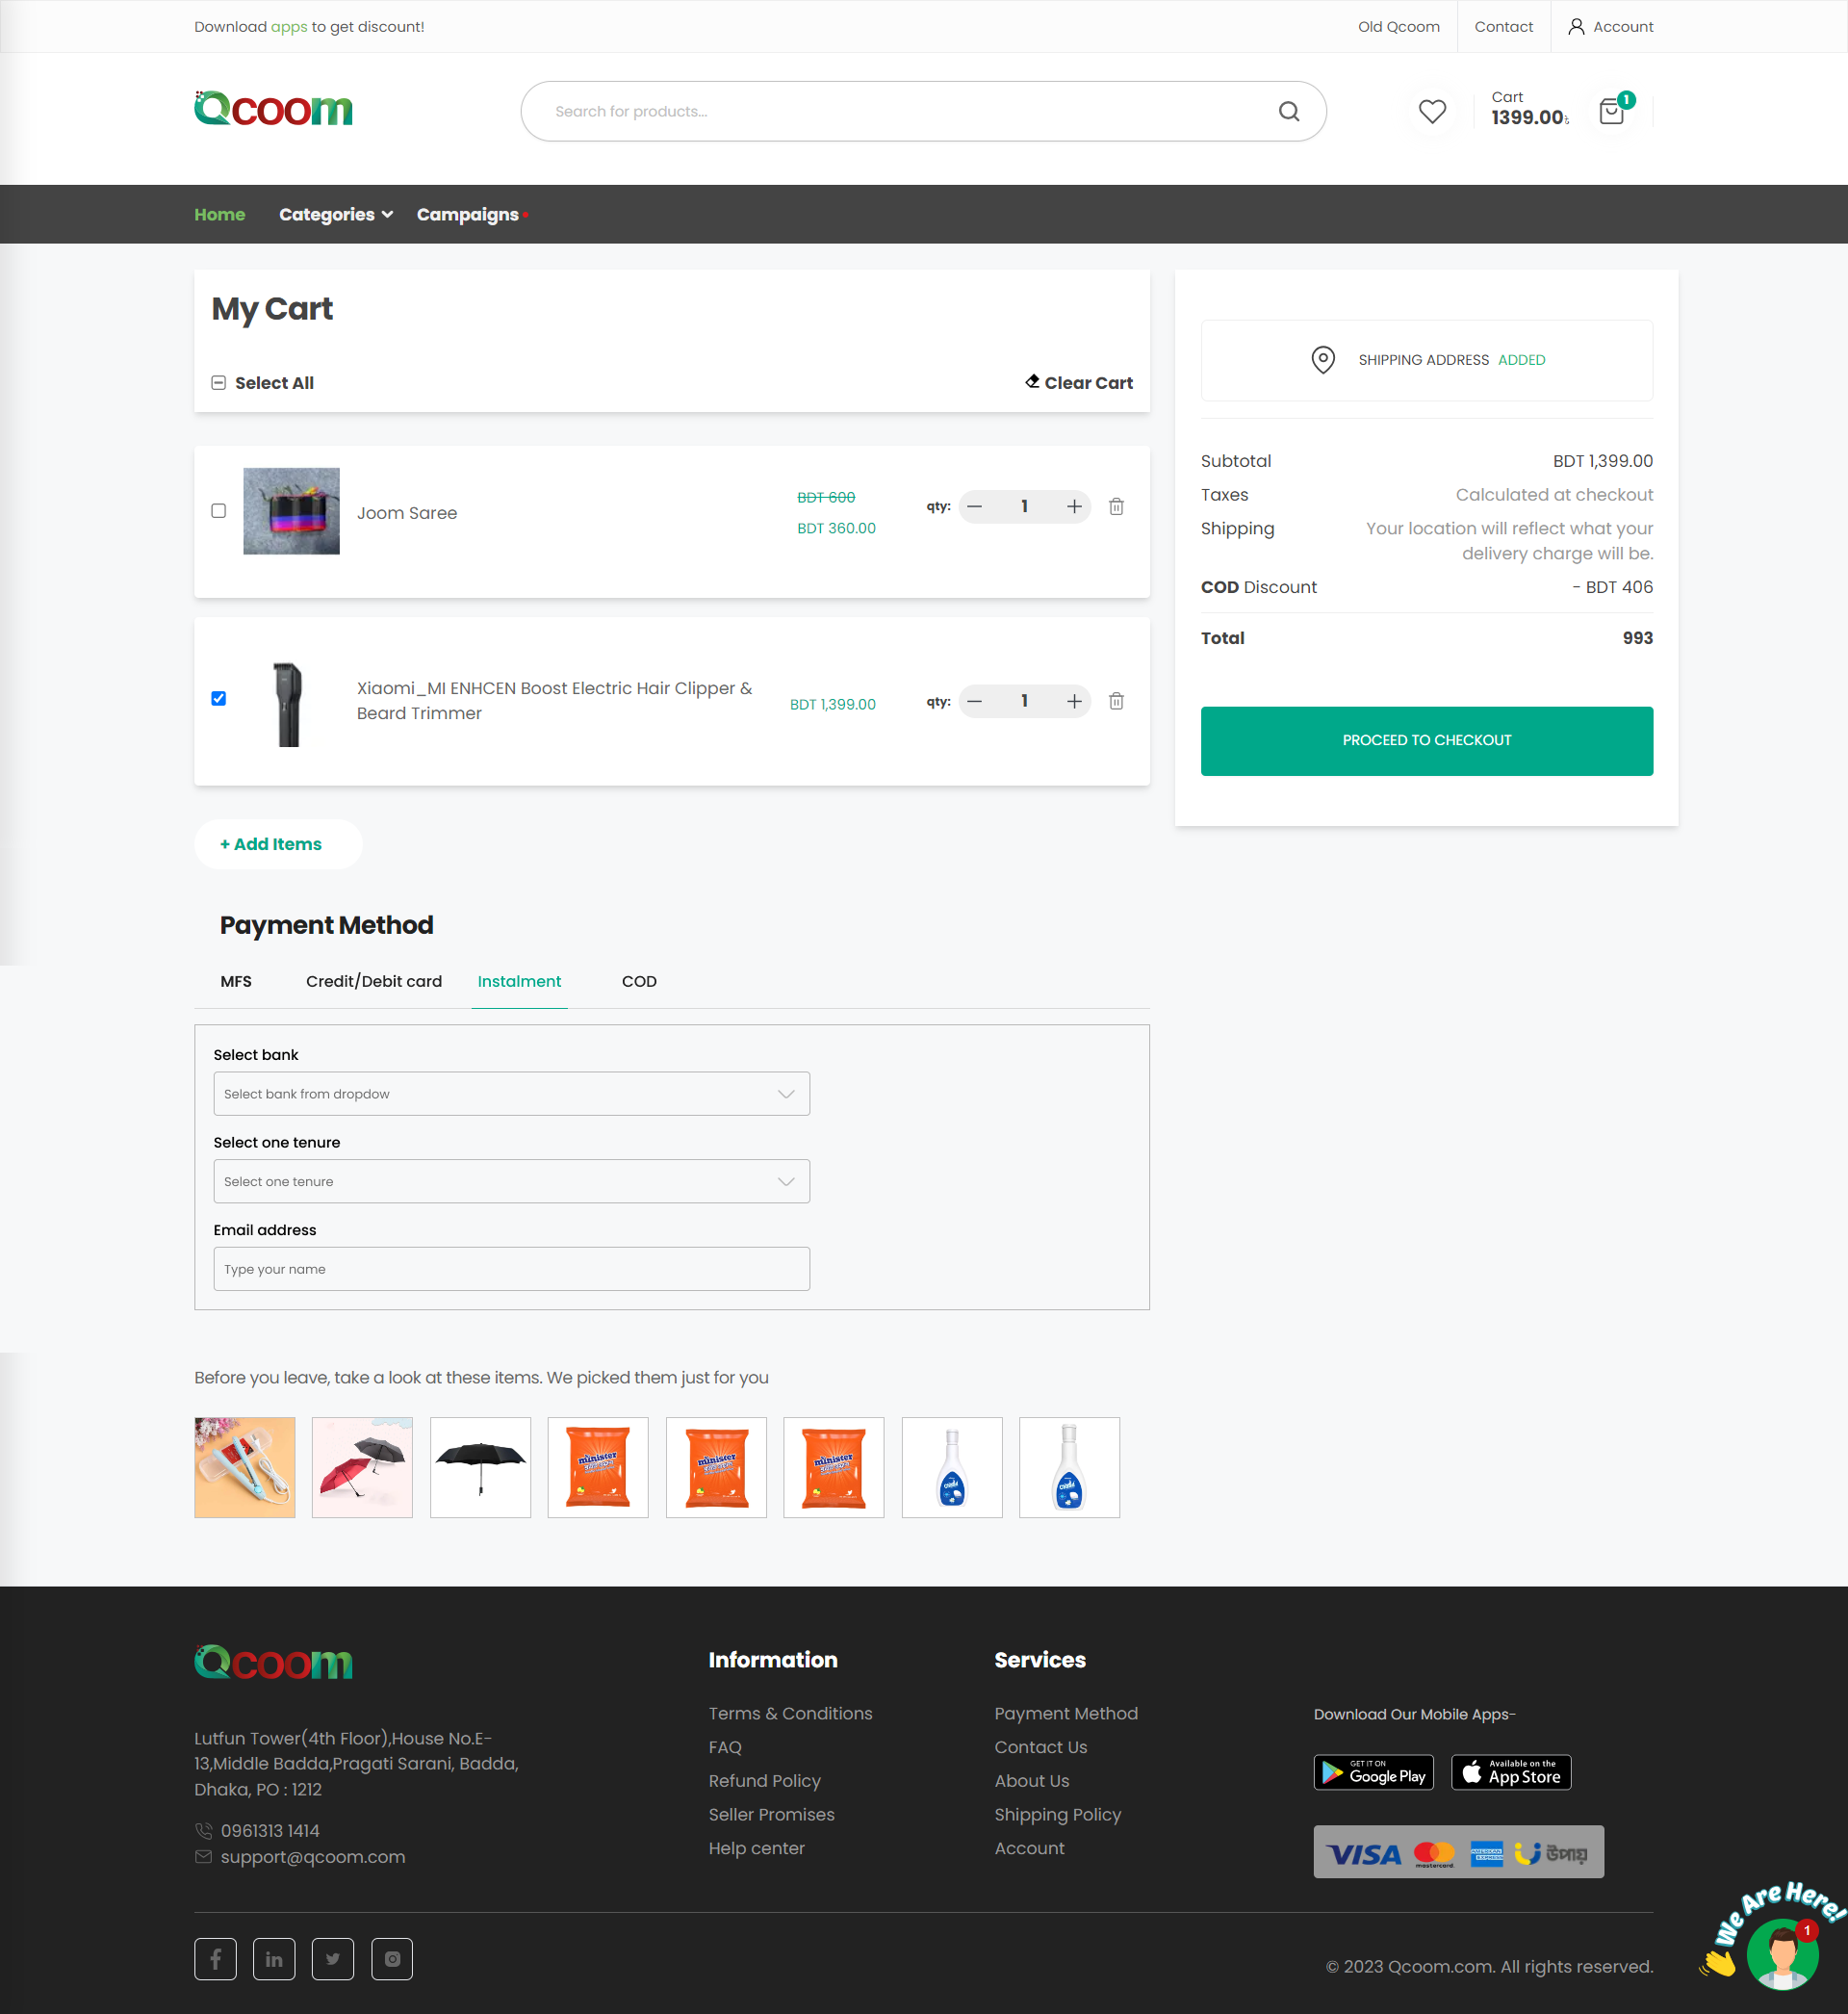 Download apps to get discount!
Old Qcoom
Contact
Account
Qcoom
Search for products...
Cart
1399.00৳
1
Home
Categories
Campaigns
My Cart
Select All
Clear Cart
Joom Saree
BDT 600
BDT 360.00
qty:
1
Xiaomi_MI ENHCEN Boost Electric Hair Clipper &
Beard Trimmer
BDT 1,399.00
qty:
1
+ Add Items
SHIPPING ADDRESS ADDED
Subtotal
BDT 1,399.00
Taxes
Calculated at checkout
Shipping
Your location will reflect what your
delivery charge will be.
COD Discount
- BDT 406
Total
993
PROCEED TO CHECKOUT
Payment Method
MFS
Credit/Debit card
Instalment
COD
Select bank
Select bank from dropdow
Select one tenure
Select one tenure
Email address
Type your name
Before you leave, take a look at these items. We picked them just for you
minister
minister
minister
Qcoom
Lutfun Tower(4th Floor),House No.E-
13,Middle Badda,Pragati Sarani, Badda,
Dhaka, PO : 1212
0961313 1414
support@qcoom.com
Information
Terms & Conditions
FAQ
Refund Policy
Seller Promises
Help center
Services
Payment Method
Contact Us
About Us
Shipping Policy
Account
Download Our Mobile Apps-
GET IT ON
Google Play
Available on the
App Store
VISA
mastercard
AMERICAN EXPRESS
উপায়
We Are Here!
1
© 2023 Qcoom.com. All rights reserved.